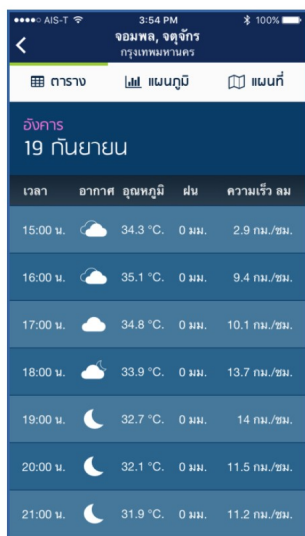 AIS-T 3:54 PM 100%
จอมพล, จตุจักร
กรุงเทพมหานคร
ตาราง แผนภูมิ แผนที่
อังคาร
19 กันยายน
เวลา อากาศ อุณหภูมิ ฝน ความเร็ว ลม
15:00 น. 34.3 °C. 0 มม. 2.9 กม./ชม.
16:00 น. 35.1 °C. 0 มม. 9.4 กม./ชม.
17:00 น. 34.8 °C. 0 มม. 10.1 กม./ชม.
18:00 น. 33.9 °C. 0 มม. 13.7 กม./ชม.
19:00 น. 32.7 °C. 0 มม. 14 กม./ชม.
20:00 น. 32.1 °C. 0 มม. 11.5 กม./ชม.
21:00 น. 31.9 °C. 0 มม. 11.2 กม./ชม.